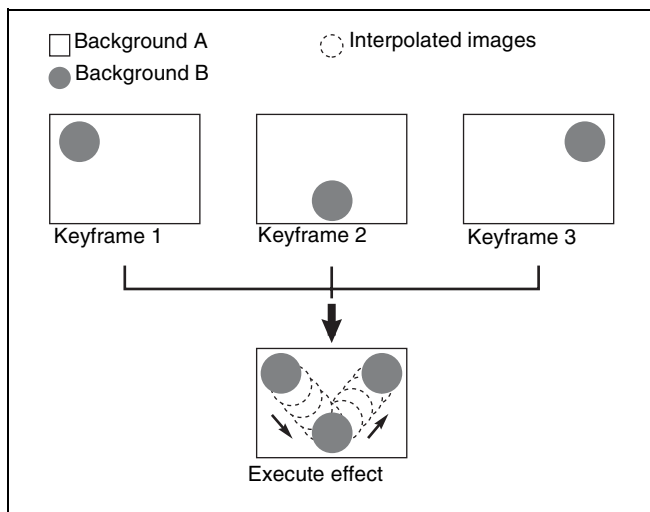 Background A
Interpolated images
Background B
Keyframe 1
Keyframe 2
Keyframe 3
Execute effect